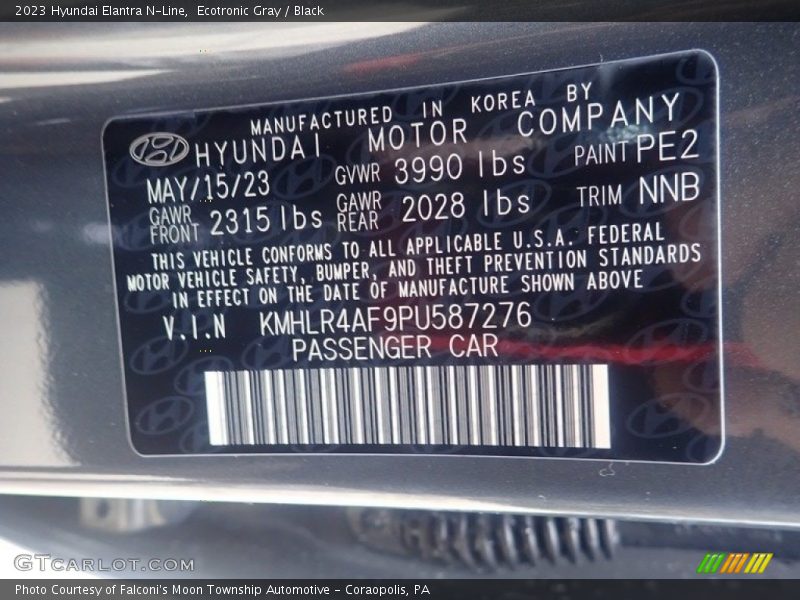 2023 Hyundai Elantra N-Line, Ecotronic Gray / Black
MANUFACTURED IN KOREA BY
HYUNDAI MOTOR COMPANY
MAY/15/23 GVWR 3990 lbs PAINT PE2
GAWR FRONT 2315 lbs GAWR REAR 2028 lbs TRIM NNB
THIS VEHICLE CONFORMS TO ALL APPLICABLE U.S.A. FEDERAL
MOTOR VEHICLE SAFETY, BUMPER, AND THEFT PREVENTION STANDARDS
IN EFFECT ON THE DATE OF MANUFACTURE SHOWN ABOVE
V.I.N KMHLR4AF9PU587276
PASSENGER CAR
GTCARLOT.COM
Photo Courtesy of Falconi's Moon Township Automotive - Coraopolis, PA